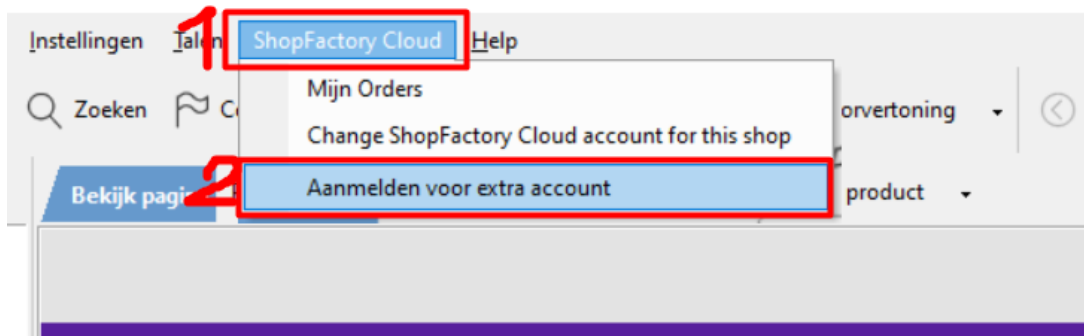 1
Instellingen ShopFactory Cloud Help
Mijn Orders
Zoeken orvertoning
Change ShopFactory Cloud account for this shop
2
Aanmelden voor extra account
Bekijk product